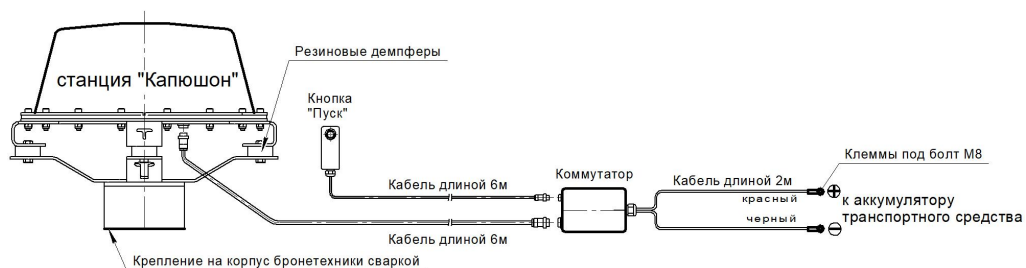 Резиновые демпферы
станция "Капюшон"
Кнопка
"Пуск"
Клеммы под болт М8
Коммутатор
Кабель длиной 6м
Кабель длиной 2м
красный
к аккумулятору
транспортного средства
черный
Кабель длиной 6м
Крепление на корпус бронетехники сваркой